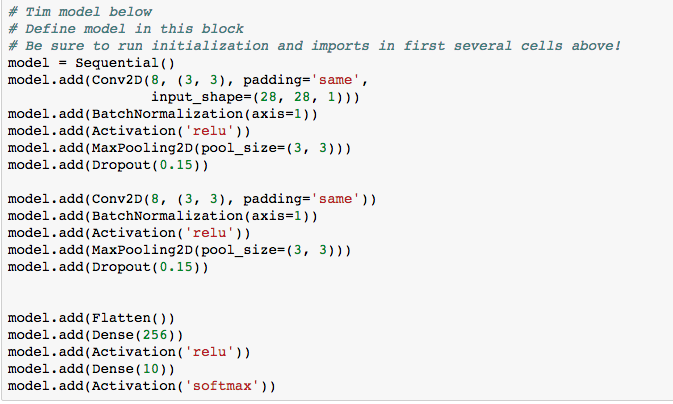 # Tim model below
# Define model in this block
# Be sure to run initialization and imports in first several cells above!
model = Sequential()
model.add(Conv2D(8, (3, 3), padding='same',
                 input_shape=(28, 28, 1)))
model.add(BatchNormalization(axis=1))
model.add(Activation('relu'))
model.add(MaxPooling2D(pool_size=(3, 3)))
model.add(Dropout(0.15))

model.add(Conv2D(8, (3, 3), padding='same'))
model.add(BatchNormalization(axis=1))
model.add(Activation('relu'))
model.add(MaxPooling2D(pool_size=(3, 3)))
model.add(Dropout(0.15))


model.add(Flatten())
model.add(Dense(256))
model.add(Activation('relu'))
model.add(Dense(10))
model.add(Activation('softmax'))